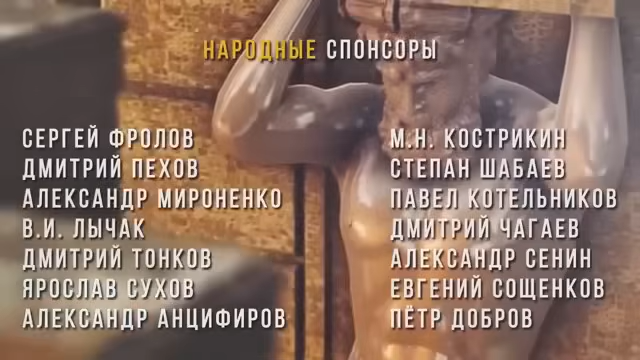 НАРОДНЫЕ СПОНСОРЫ
СЕРГЕЙ ФРОЛОВ
ДМИТРИЙ ПЕХОВ
АЛЕКСАНДР МИРОНЕНКО
В.И. ЛЫЧАК
ДМИТРИЙ ТОНКОВ
ЯРОСЛАВ СУХОВ
АЛЕКСАНДР АНЦИФИРОВ
М.Н. КОСТРИКИН
СТЕПАН ШАБАЕВ
ПАВЕЛ КОТЕЛЬНИКОВ
ДМИТРИЙ ЧАГАЕВ
АЛЕКСАНДР СЕНИН
ЕВГЕНИЙ СОЩЕНКОВ
ПЁТР ДОБРОВ